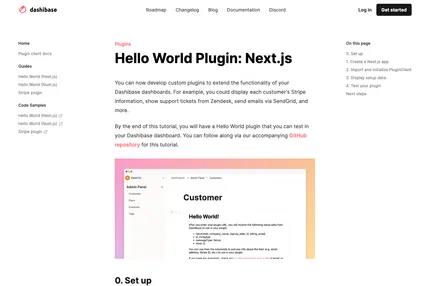 dashibase
Roadmap Changelog Blog Documentation Discord
Log in Get started
Home
Plugin client docs
Guides
Hello World (Nuxt.js)
Hello World (Next.js)
Stripe plugin
Code Samples
Hello World (Nuxt.js)
Hello World (Next.js)
Stripe plugin
Plugins
Hello World Plugin: Next.js
You can now develop custom plugins to extend the functionality of your
Dashibase dashboards. For example, you could display each customer's Stripe
information, show support tickets from Zendesk, send emails via SendGrid, and
more.
By the end of this tutorial, you will have a Hello World plugin that you can test in
your Dashibase dashboard. You can follow along via our accompanying GitHub
repository for this tutorial.
Admin Panel
Customer
Hello World!
0. Set up
On this page
0. Set up
1. Create a Next.js app
2. Import and initialize PluginClient
3. Display setup data
4. Test your plugin
Next steps